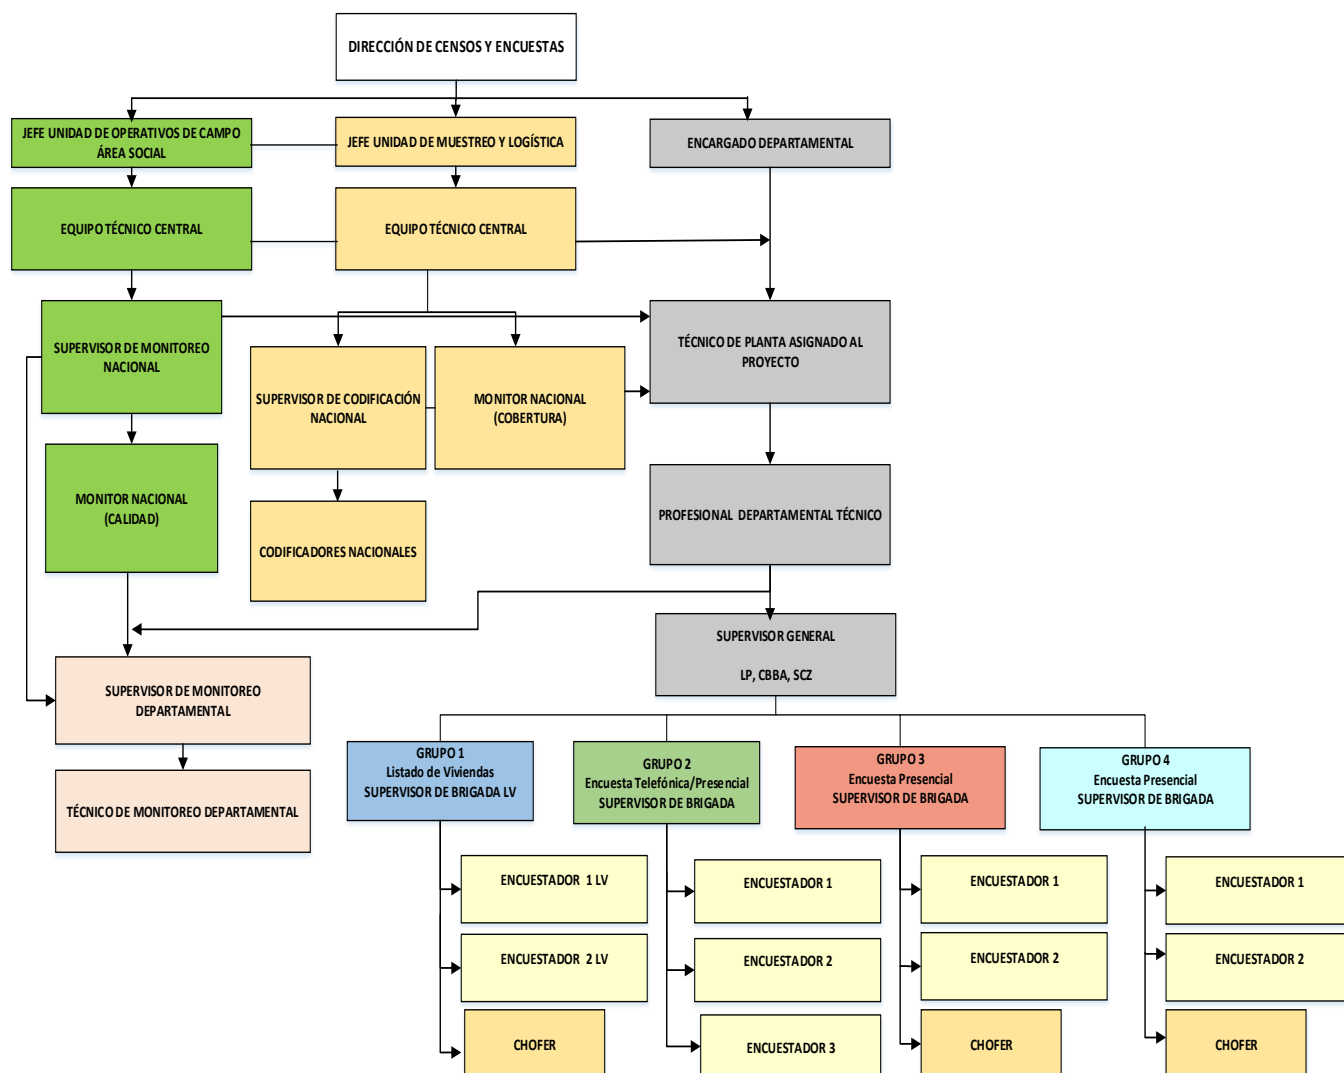 DIRECCIÓN DE CENSOS Y ENCUESTAS
JEFE UNIDAD DE OPERATIVOS DE CAMPO
ÁREA SOCIAL
JEFE UNIDAD DE MUESTREO Y LOGÍSTICA
ENCARGADO DEPARTAMENTAL
EQUIPO TÉCNICO CENTRAL
EQUIPO TÉCNICO CENTRAL
SUPERVISOR DE MONITOREO
NACIONAL
SUPERVISOR DE CODIFICACIÓN
NACIONAL
MONITOR NACIONAL
(COBERTURA)
TÉCNICO DE PLANTA ASIGNADO AL
PROYECTO
MONITOR NACIONAL
(CALIDAD)
CODIFICADORES NACIONALES
PROFESIONAL DEPARTAMENTAL TÉCNICO
SUPERVISOR GENERAL
LP, CBBA, SCZ
SUPERVISOR DE MONITOREO
DEPARTAMENTAL
TÉCNICO DE MONITOREO DEPARTAMENTAL
GRUPO 1
Listado de Viviendas
SUPERVISOR DE BRIGADA LV
GRUPO 2
Encuesta Telefónica/Presencial
SUPERVISOR DE BRIGADA
GRUPO 3
Encuesta Presencial
SUPERVISOR DE BRIGADA
GRUPO 4
Encuesta Presencial
SUPERVISOR DE BRIGADA
ENCUESTADOR 1 LV
ENCUESTADOR 1
ENCUESTADOR 1
ENCUESTADOR 1
ENCUESTADOR 2 LV
ENCUESTADOR 2
ENCUESTADOR 2
ENCUESTADOR 2
CHOFER
ENCUESTADOR 3
CHOFER
CHOFER